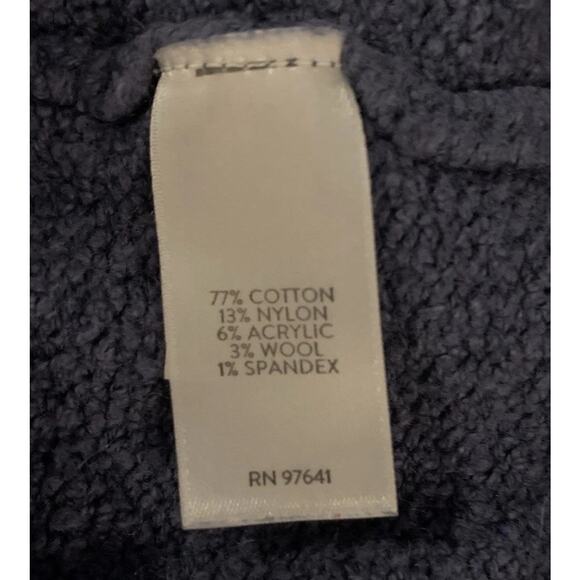 77% COTTON
13% NYLON
6% ACRYLIC
3% WOOL
1% SPANDEX
RN 97641